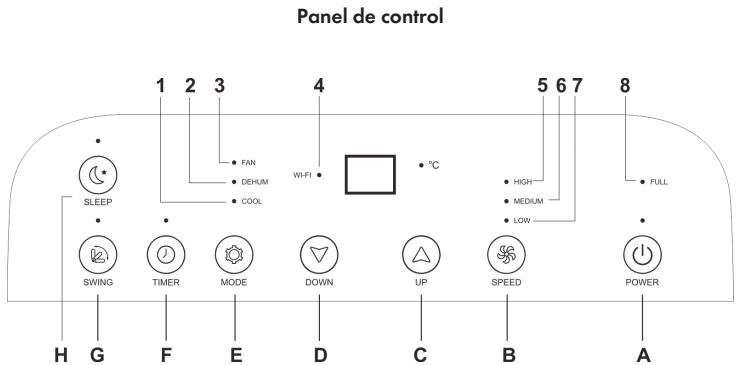 Panel de control
1 2 3 4 5 6 7 8
FAN
WI-FI °C
DEHUM HIGH FULL
COOL MEDIUM
SLEEP LOW
SWING TIMER MODE DOWN UP SPEED POWER
H G F E D C B A